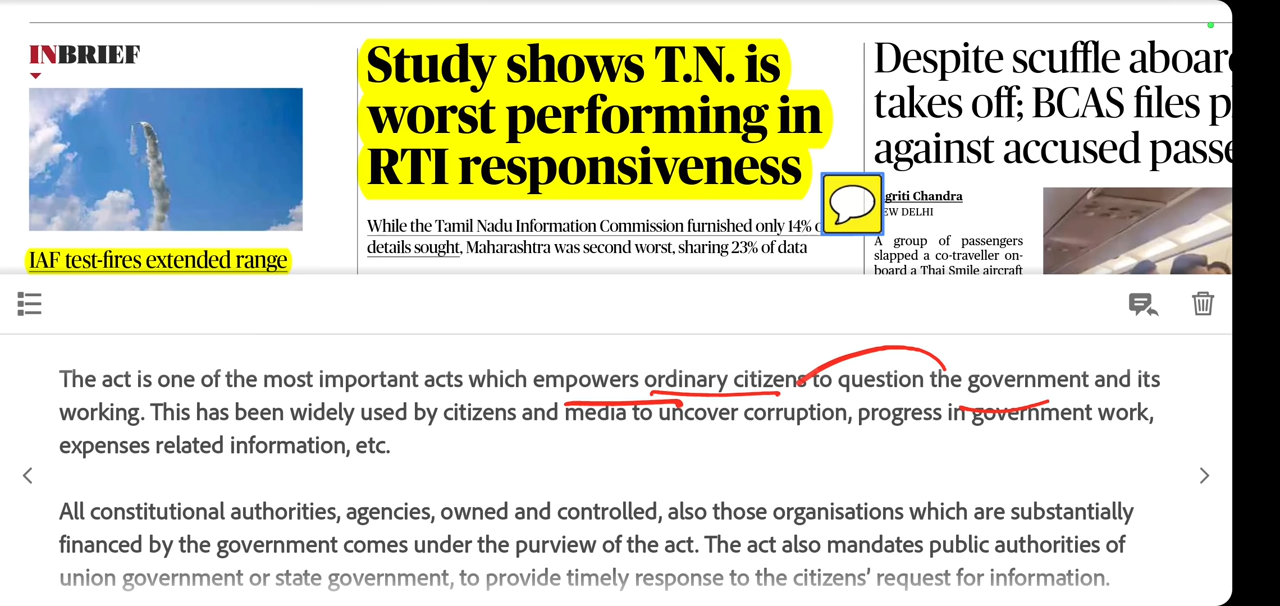 INBRIEF
IAF test-fires extended range
Study shows T.N. is
worst performing in
RTI responsiveness
While the Tamil Nadu Information Commission furnished only 14%
details sought, Maharashtra was second worst, sharing 23% of data
Despite scuffle aboar
takes off; BCAS files p
against accused passe
griti Chandra
EW DELHI
A group of passengers
slapped a co-traveller on-
board a Thai Smile aircraft
The act is one of the most important acts which empowers ordinary citizens to question the government and its
working. This has been widely used by citizens and media to uncover corruption, progress in government work,
expenses related information, etc.
All constitutional authorities, agencies, owned and controlled, also those organisations which are substantially
financed by the government comes under the purview of the act. The act also mandates public authorities of
union government or state government, to provide timely response to the citizens’ request for information.